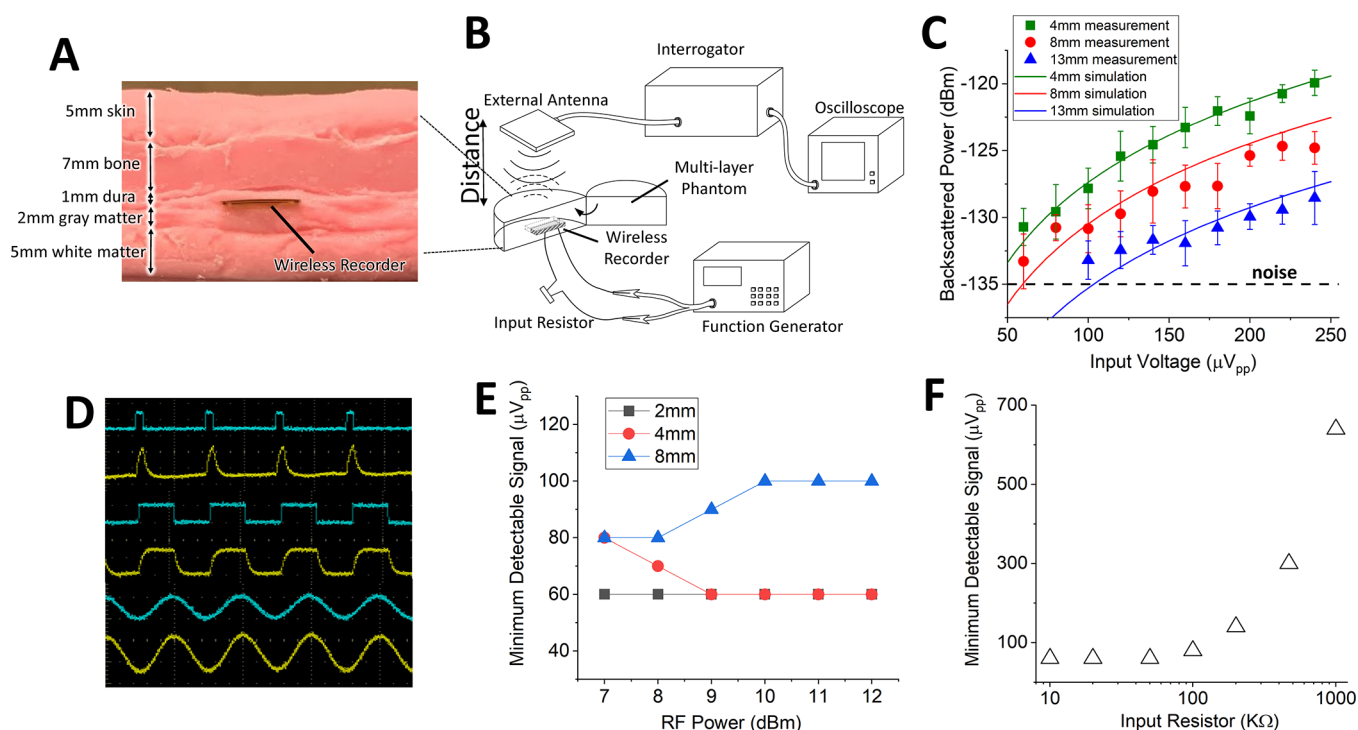 A
5mm skin
7mm bone
1mm dura
2mm gray matter
5mm white matter
Wireless Recorder
B
Interrogator
External Antenna
Oscilloscope
Distance
Multi-layer
Phantom
Wireless
Recorder
Input Resistor
Function Generator
C
4mm measurement
8mm measurement
13mm measurement
4mm simulation
8mm simulation
13mm simulation
Backscattered Power (dBm)
-120
-125
-130
-135
noise
50 100 150 200 250
Input Voltage (μVpp)
D
E
2mm
4mm
8mm
Minimum Detectable Signal (μVpp)
120
100
80
60
40
7 8 9 10 11 12
RF Power (dBm)
F
Minimum Detectable Signal (μVpp)
700
500
300
100
10 100 1000
Input Resistor (KΩ)